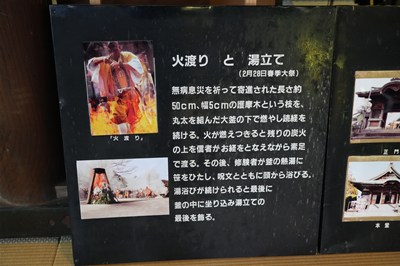 火渡り と 湯立て
(2月28日春季大祭)
無病息災を祈って寄進された長さ約
50cm、幅5cmの護摩木という枝を、
丸太を組んだ大釜の下で燃やし読経を
続ける。火が燃えつきると残りの炭火
の上を信者がお経をとなえながら素足
で渡る。その後、修験者が釜の熱湯に
笹をひたし、呪文とともに頭から浴びる。
湯浴びが続けられると最後に
釜の中に坐り込み湯立ての
最後を飾る。
「火 渡 り」
正門
本堂